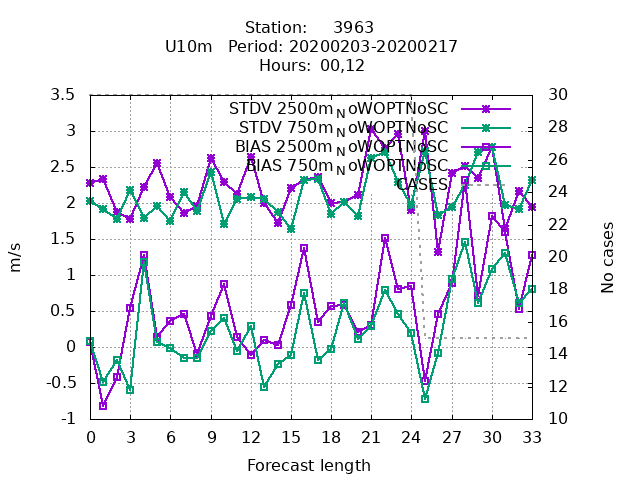 Station: 3963
U10m Period: 20200203-20200217
Hours: 00,12
3.5
3
2.5
2
1.5
1
0.5
0
-0.5
-1
m/s
STDV 2500m_NoWOPTNoSC
STDV 750m_NoWOPTNoSC
BIAS 2500m_NoWOPTNoSC
BIAS 750m_NoWOPTNoSC
CASES
30
28
26
24
22
20
18
16
14
12
10
No cases
0 3 6 9 12 15 18 21 24 27 30 33
Forecast length